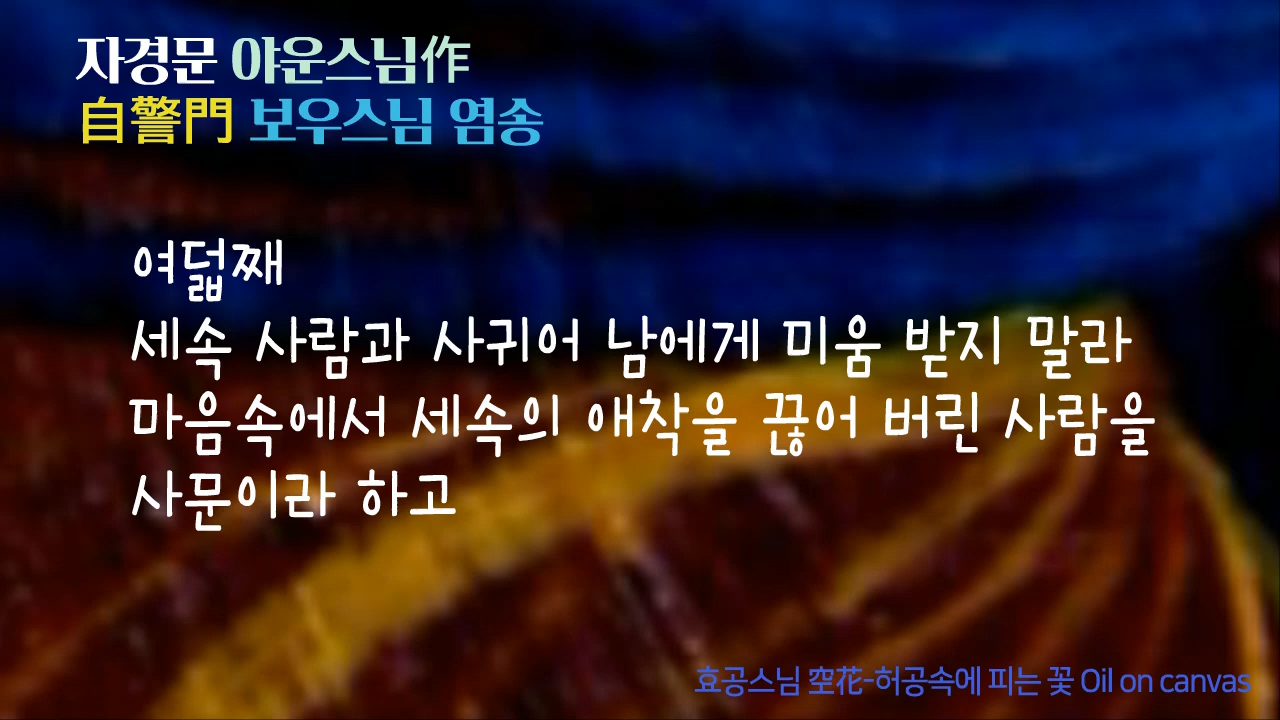 자경문 야운스님作
自警門 보우스님 염송
여덟째
세속 사람과 사귀어 남에게 미움 받지 말라
마음속에서 세속의 애착을 끊어 버린 사람을
사문이라 하고
효공스님 空花-허공속에 피는 꽃 Oil on canvas